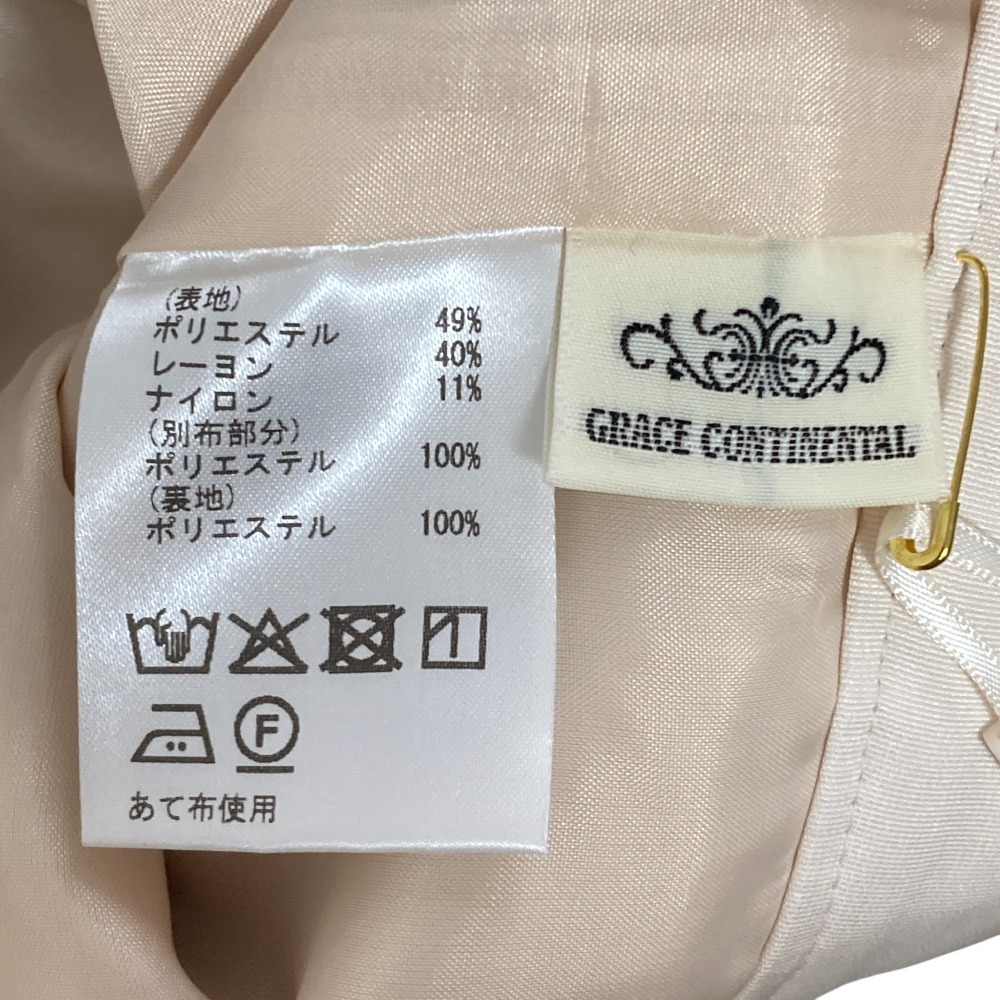 (表地)
ポリエステル 49%
レーヨン 40%
ナイロン 11%
(別布部分)
ポリエステル 100%
(裏地)
ポリエステル 100%
F
あて布使用
GRACE CONTINENTAL